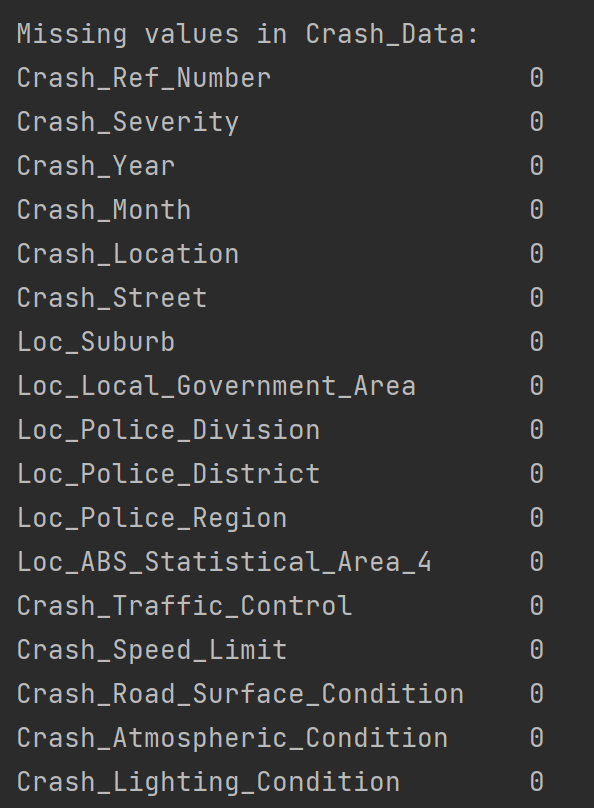 Missing values in Crash_Data:
Crash_Ref_Number 0
Crash_Severity 0
Crash_Year 0
Crash_Month 0
Crash_Location 0
Crash_Street 0
Loc_Suburb 0
Loc_Local_Government_Area 0
Loc_Police_Division 0
Loc_Police_District 0
Loc_Police_Region 0
Loc_ABS_Statistical_Area_4 0
Crash_Traffic_Control 0
Crash_Speed_Limit 0
Crash_Road_Surface_Condition 0
Crash_Atmospheric_Condition 0
Crash_Lighting_Condition 0